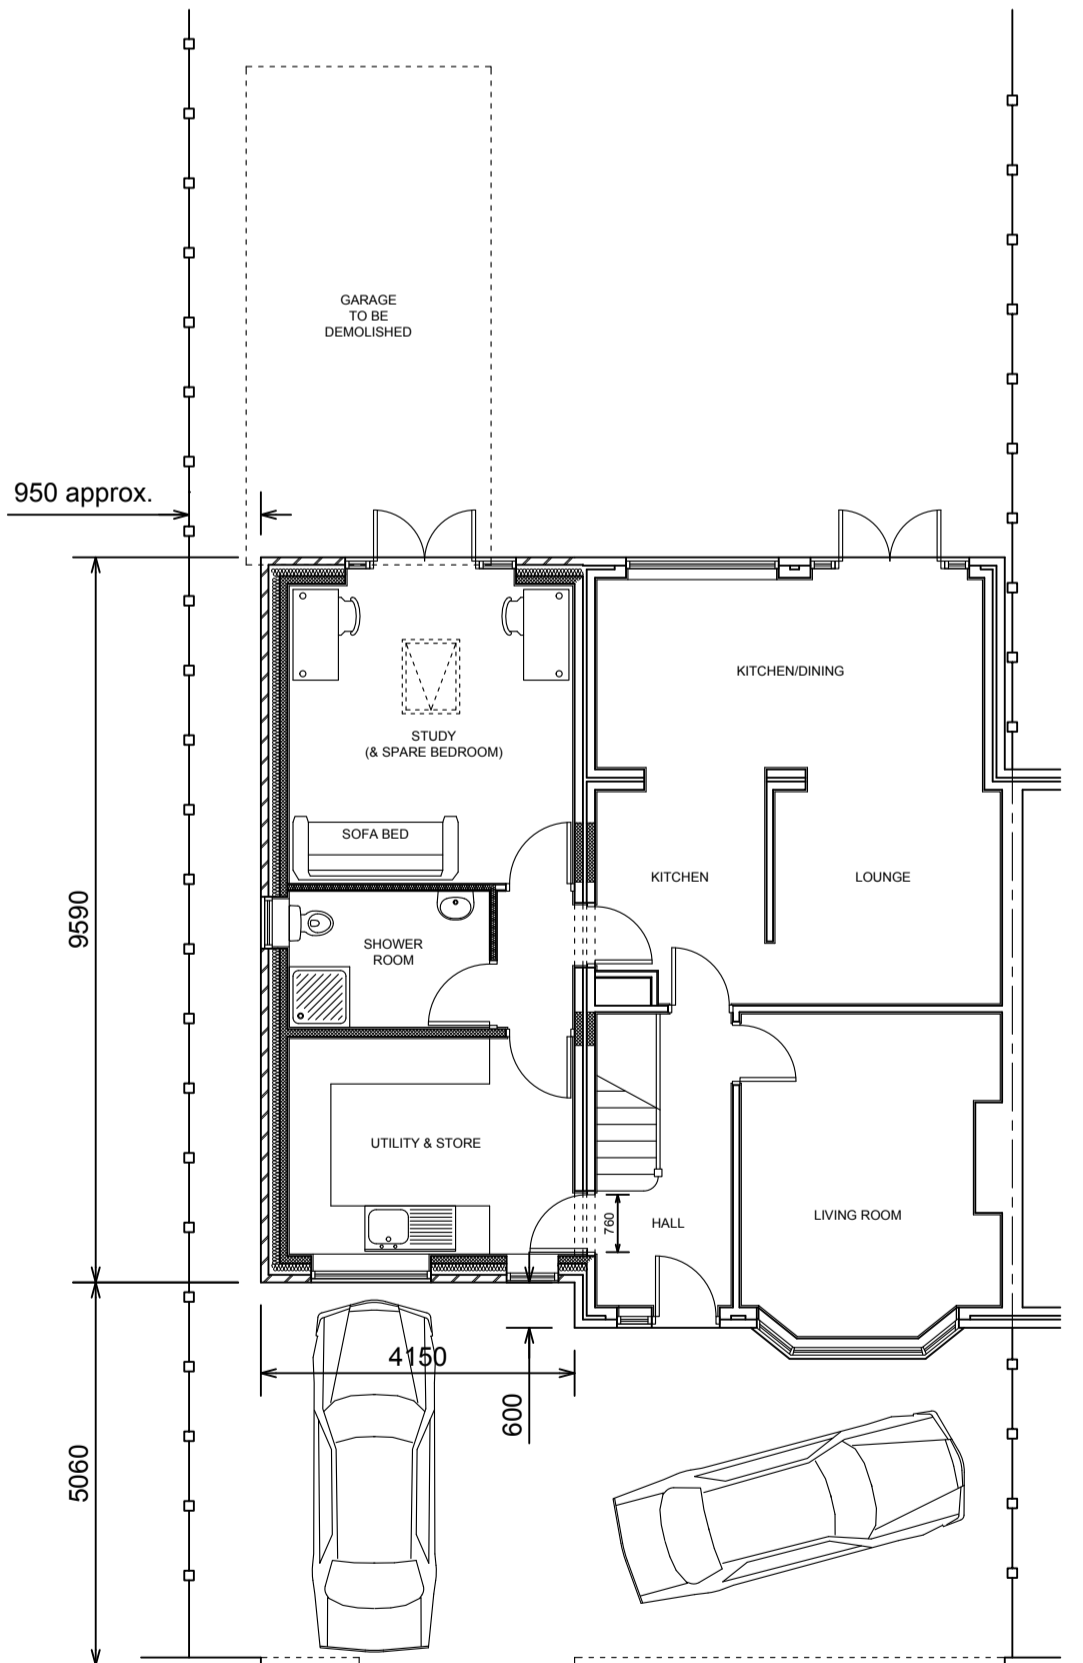 GARAGE
TO BE
DEMOLISHED
950 approx.
KITCHEN/DINING
STUDY
(& SPARE BEDROOM)
SOFA BED
KITCHEN
LOUNGE
9590
SHOWER
ROOM
UTILITY & STORE
760
HALL
LIVING ROOM
4150
600
5060